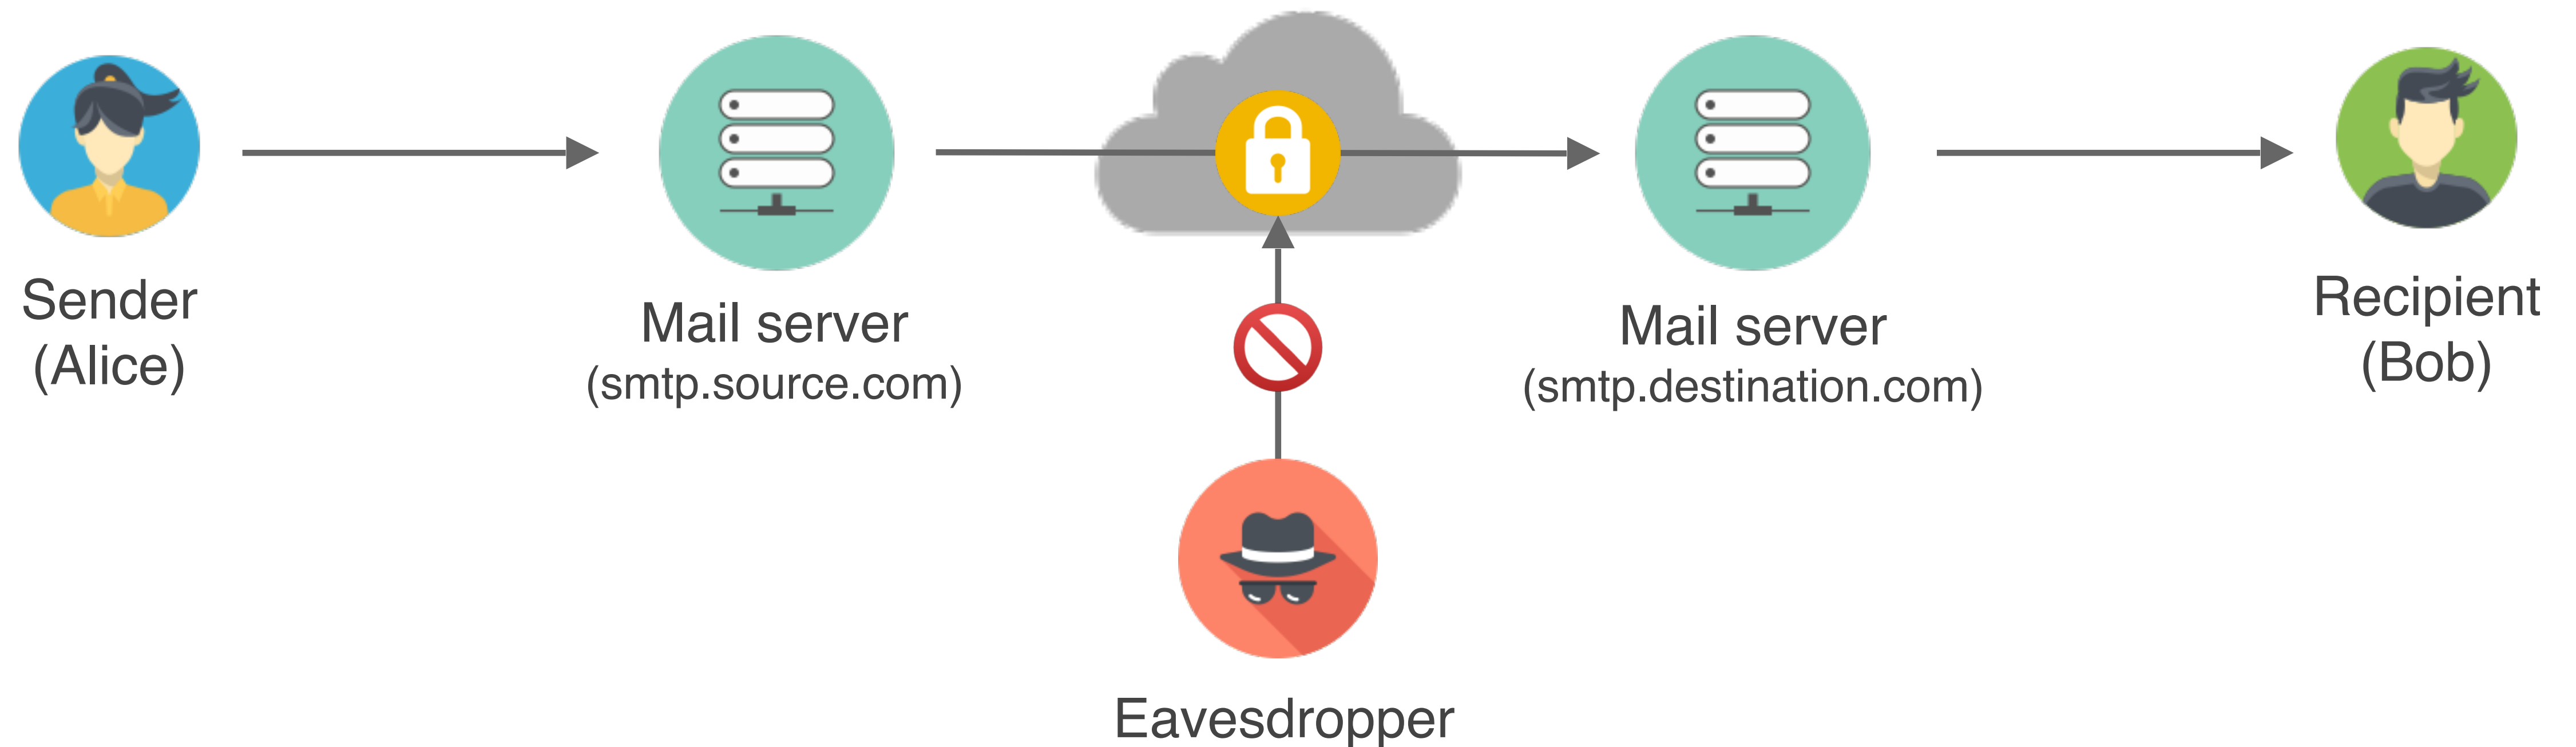 Sender
(Alice)
Mail server
(smtp.source.com)
Mail server
(smtp.destination.com)
Recipient
(Bob)
Eavesdropper